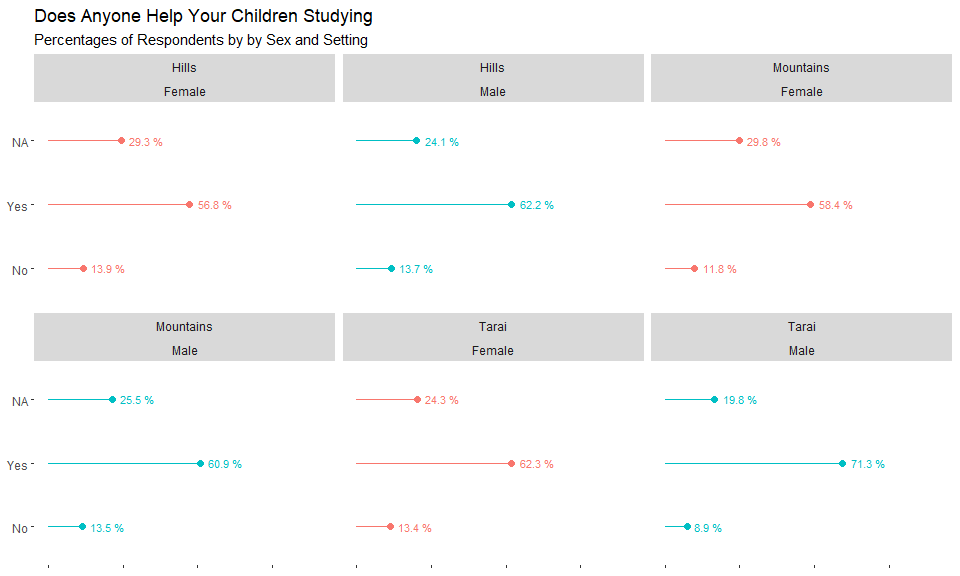 Does Anyone Help Your Children Studying
Percentages of Respondents by by Sex and Setting
Hills
Female
Hills
Male
Mountains
Female
NA
29.3 %
24.1 %
29.8 %
Yes
56.8 %
62.2 %
58.4 %
No
13.9 %
13.7 %
11.8 %
Mountains
Male
Tarai
Female
Tarai
Male
NA
25.5 %
24.3 %
19.8 %
Yes
60.9 %
62.3 %
71.3 %
No
13.5 %
13.4 %
8.9 %